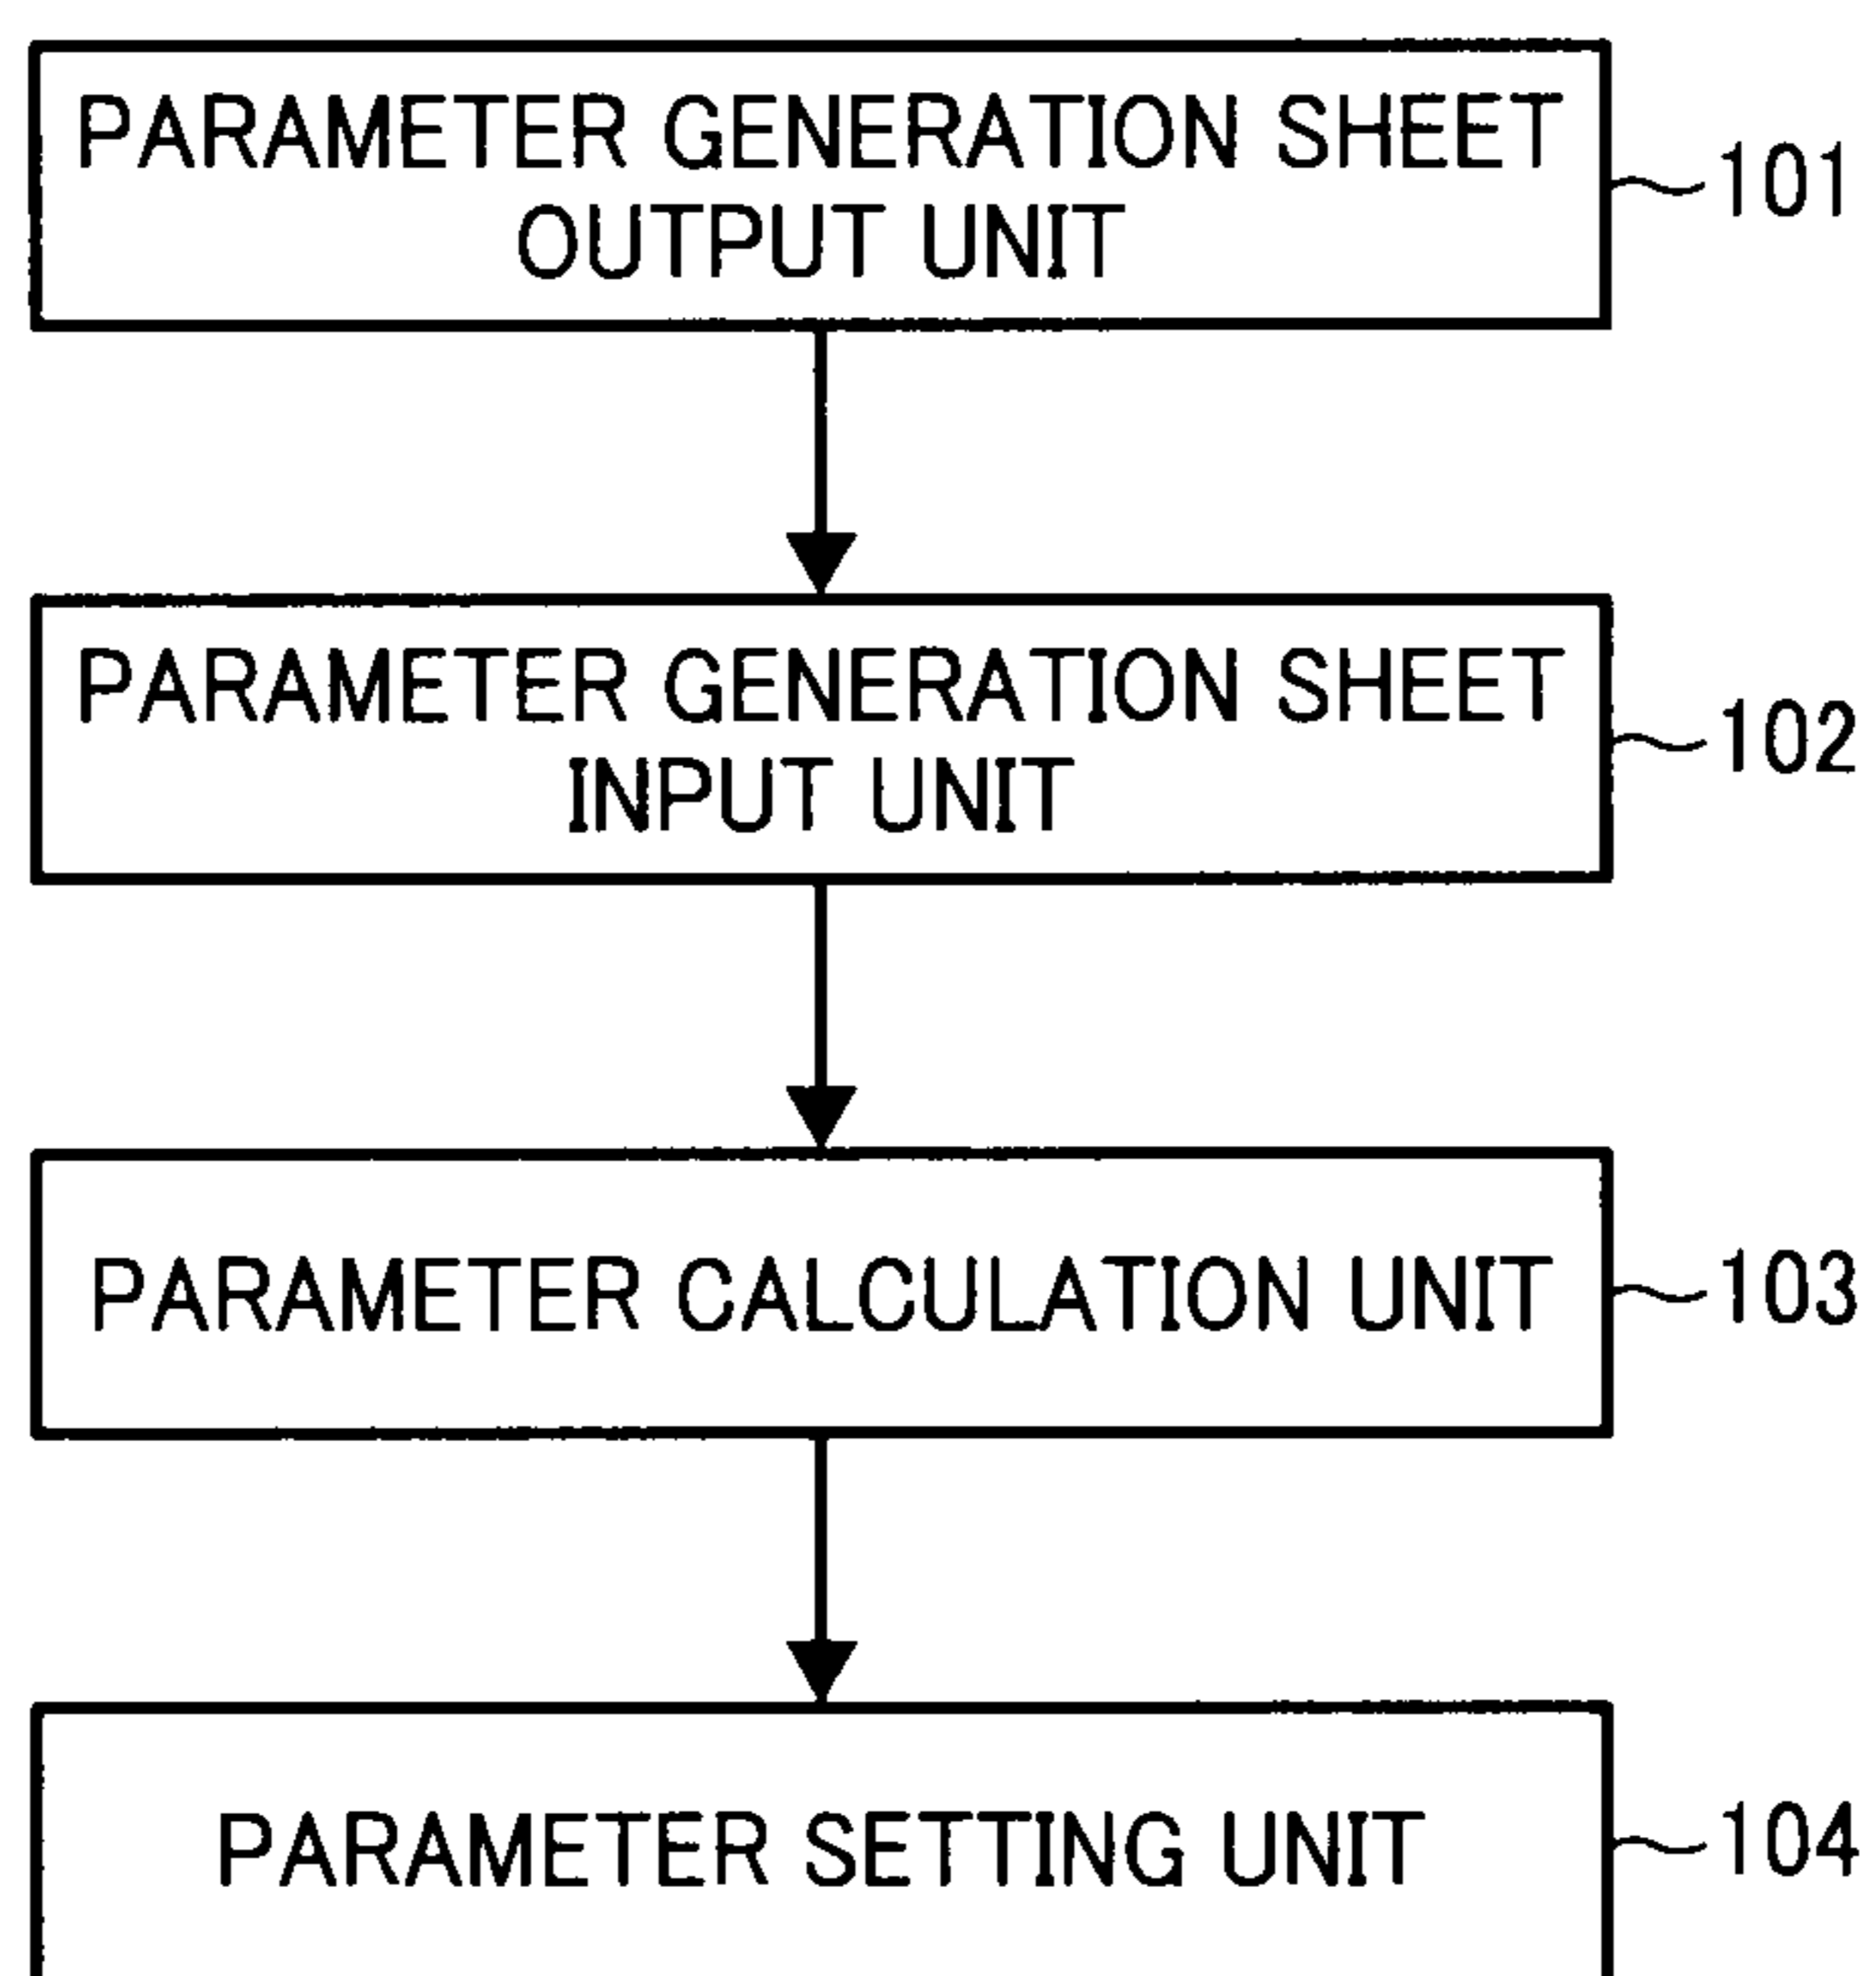 PARAMETER GENERATION SHEET
OUTPUT UNIT
101
PARAMETER GENERATION SHEET
INPUT UNIT
102
PARAMETER CALCULATION UNIT
103
PARAMETER SETTING UNIT
104